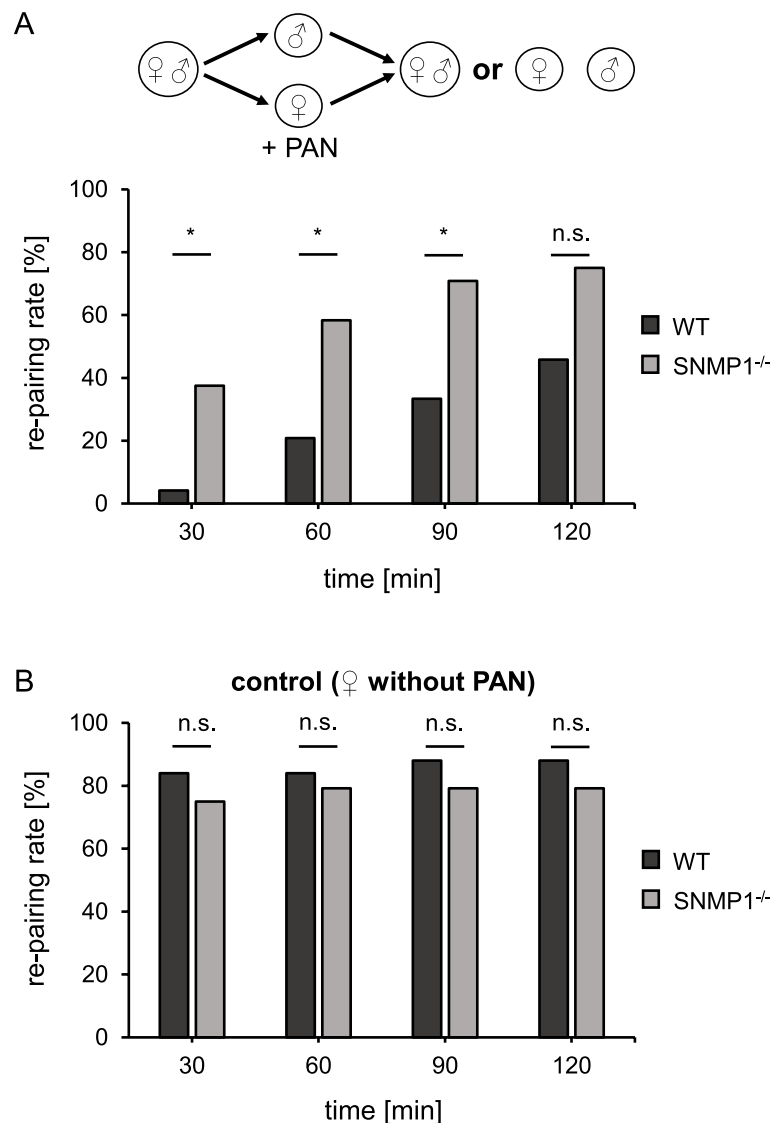 A
♀ ♂
♂
♀
+ PAN
♀ ♂ or ♀ ♂
re-pairing rate [%]
100
80
60
40
20
0
* * * n.s.
30 60 90 120
time [min]
WT
SNMP1-/-
B
control (♀ without PAN)
re-pairing rate [%]
100
80
60
40
20
0
n.s. n.s. n.s. n.s.
30 60 90 120
time [min]
WT
SNMP1-/-